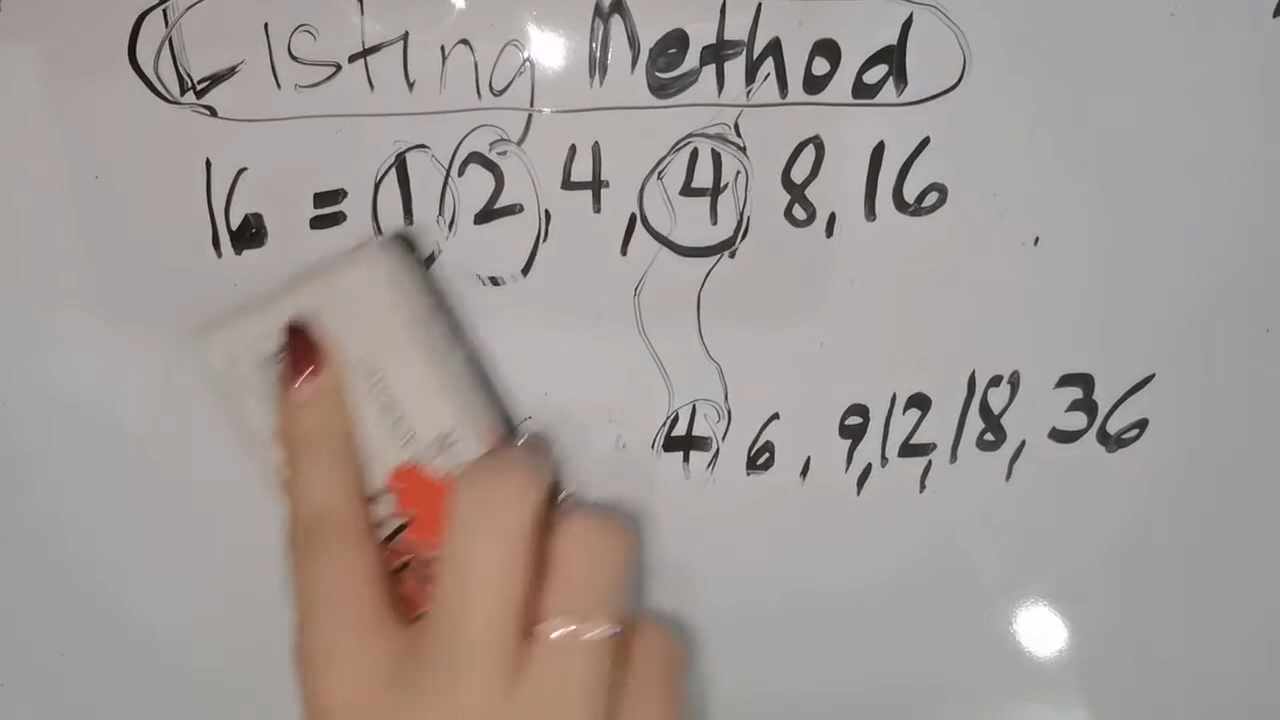 Listing Method
16 = 1 2, 4, 4, 8, 16
4 6, 9, 12, 18, 36